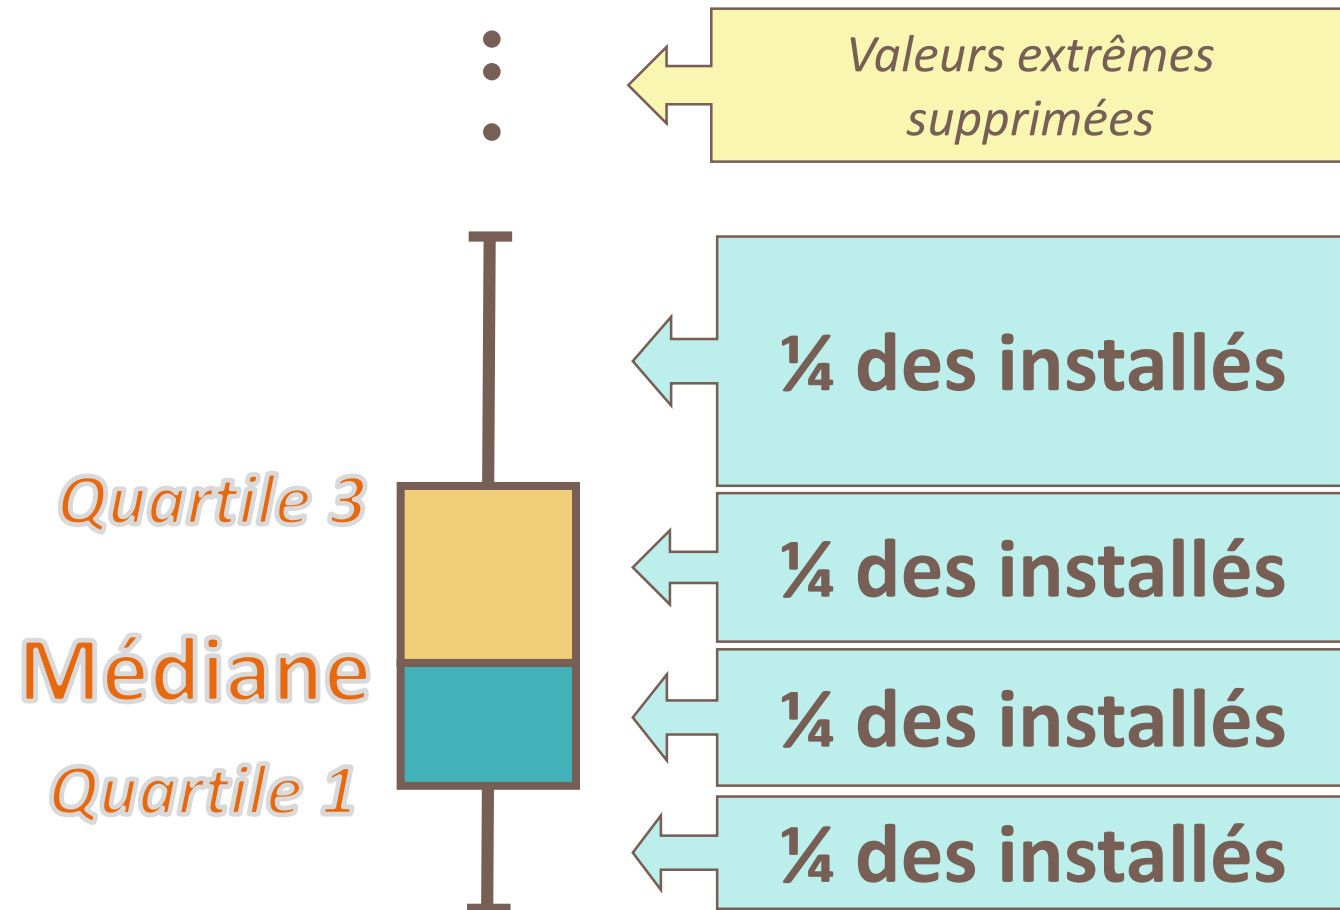 Valeurs extrêmes
supprimées
¼ des installés
Quartile 3
¼ des installés
Médiane
¼ des installés
Quartile 1
¼ des installés